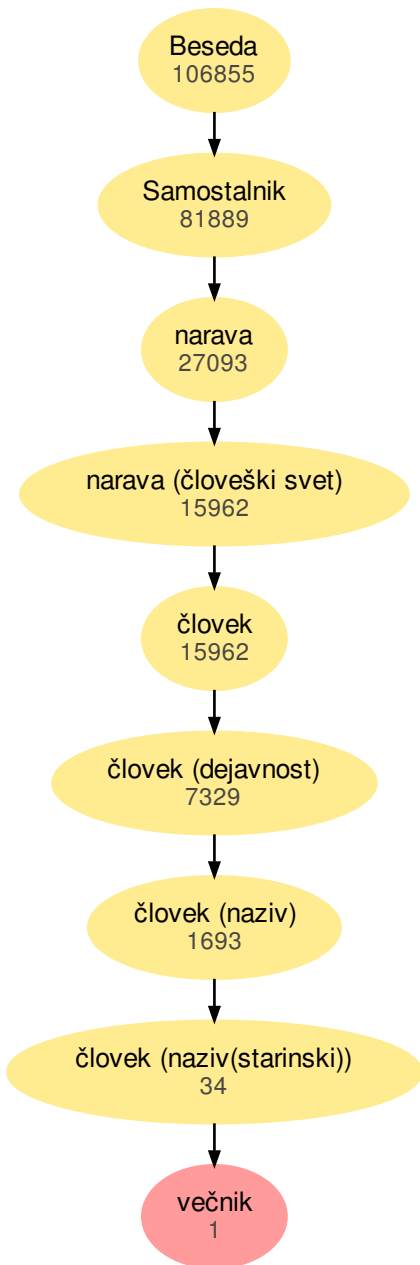 Beseda
106855
Samostalnik
81889
narava
27093
narava (človeški svet)
15962
človek
15962
človek (dejavnost)
7329
človek (naziv)
1693
človek (naziv(starinski))
34
večnik
1